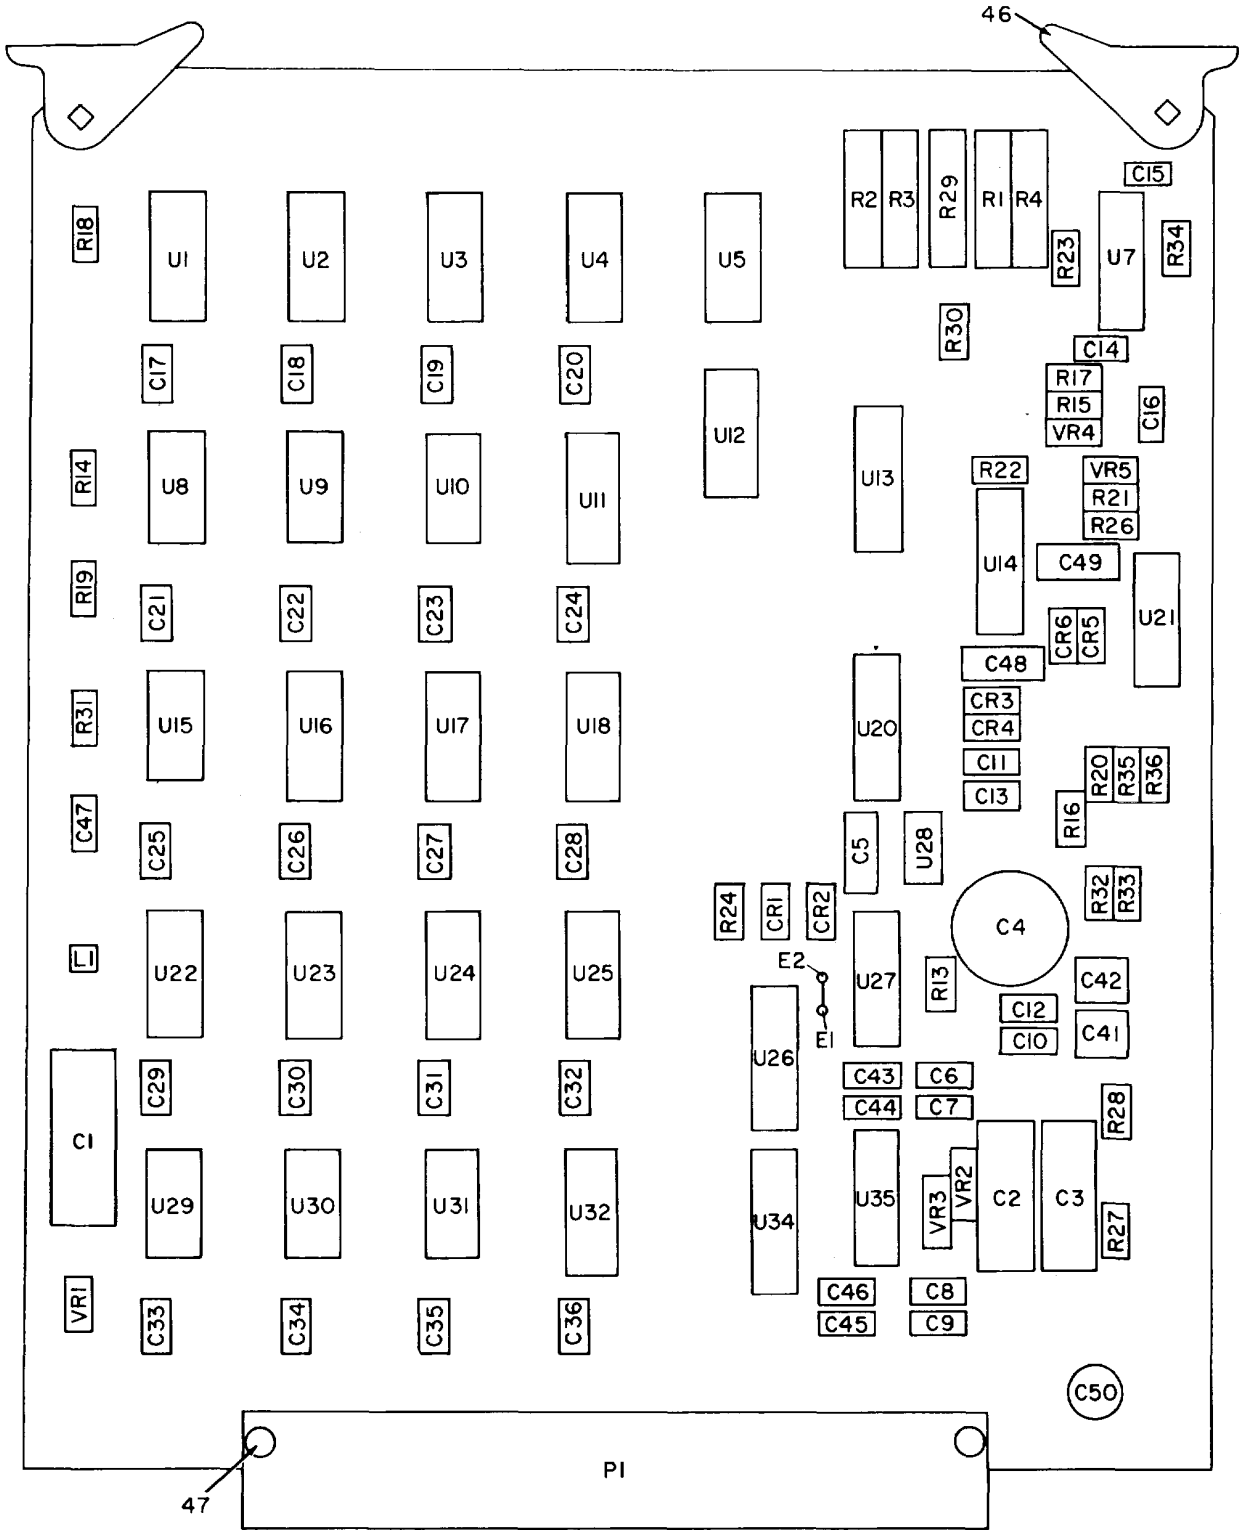 46
C15
R2 R3 R29 R1 R4
R18 U1 U2 U3 U4 U5 R23 U7 R34
R30
C14
C17 C18 C19 C20 R17
R15 C16
U12 VR4
R14 U8 U9 U10 U11 U13 R22 VR5
R21
R26
U14 C49
R19 C21 C22 C23 C24 CR6 CR5 U21
C48
R31 U15 U16 U17 U18 U20 CR3
CR4
C11 R20 R35 R36
C13
C47 C25 C26 C27 C28 C5 U28 R16
R32 R33
R24 CR1 CR2 C4
L1 U22 U23 U24 U25 E2 U27 R13 C42
C12
E1 C10 C41
U26
C29 C30 C31 C32 C43 C6
C44 C7 R28
C1
U29 U30 U31 U32 U34 U35 VR3 VR2 C2 C3 R27
VR1 C46 C8
C33 C34 C35 C36 C45 C9
C50
P1
47